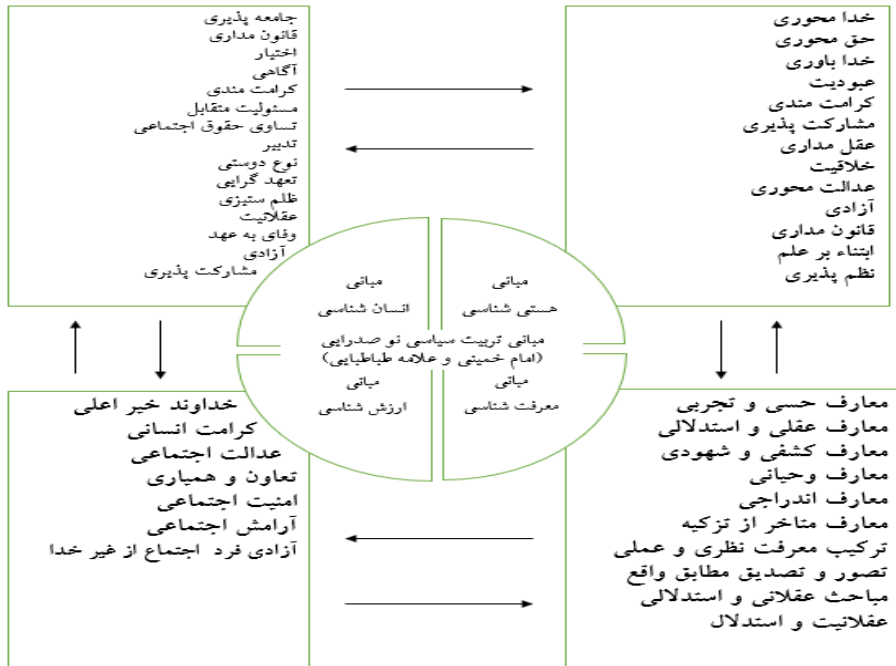 خدا محوری
حق محوری
خدا باوری
عبودیت
کرامت مندی
مشارکت پذیری
عقل مداری
خلاقیت
عدالت محوری
آزادی
قانون مداری
ابتناء بر علم
نظم پذیری
جامعه پذیری
قانون مداری
اختیار
آگاهی
کرامت مندی
مسئولیت متقابل
تساوی حقوق اجتماعی
تدبیر
نوع دوستی
تعهد گرایی
ظلم ستیزی
عقلانیت
وفای به عهد
آزادی
مشارکت پذیری
مبانی
هستی شناسی
مبانی
انسان شناسی
مبانی تربیت سیاسی نو صدرایی
(امام خمینی و علامه طباطبایی)
مبانی
معرفت شناسی
مبانی
ارزش شناسی
معارف حسی و تجربی
معارف عقلی و استدلالی
معارف کشفی و شهودی
معارف وحیانی
معارف اندراجی
معارف متاخر از تزکیه
ترکیب معرفت نظری و عملی
تصور و تصدیق مطابق واقع
مباحث عقلانی و استدلالی
عقلانیت و استدلال
خداوند خیر اعلی
کرامت انسانی
عدالت اجتماعی
تعاون و همیاری
امنیت اجتماعی
آرامش اجتماعی
آزادی فرد اجتماع از غیر خدا